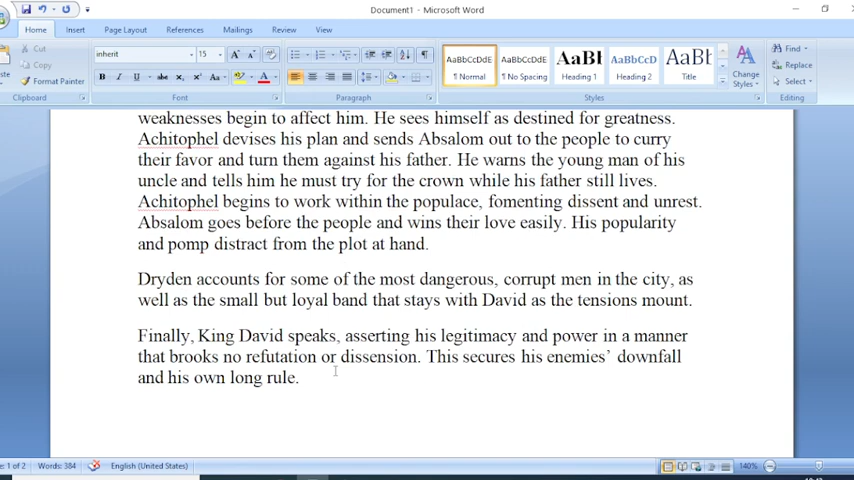 Document1 - Microsoft Word
Home Insert Page Layout References Mailings Review View
Cut
Copy
Format Painter
Clipboard
inherit 15
Font
Paragraph
AaBbCcDdE AaBbCcDdE AaBb AaBbCcD AaBb
¶ Normal ¶ No Spacing Heading 1 Heading 2 Title
Styles
Change
Styles
Find
Replace
Select
Editing
weaknesses begin to affect him. He sees himself as destined for greatness.
Achitophel devises his plan and sends Absalom out to the people to curry
their favor and turn them against his father. He warns the young man of his
uncle and tells him he must try for the crown while his father still lives.
Achitophel begins to work within the populace, fomenting dissent and unrest.
Absalom goes before the people and wins their love easily. His popularity
and pomp distract from the plot at hand.
Dryden accounts for some of the most dangerous, corrupt men in the city, as
well as the small but loyal band that stays with David as the tensions mount.
Finally, King David speaks, asserting his legitimacy and power in a manner
that brooks no refutation or dissension. This secures his enemies’ downfall
and his own long rule.
1 of 2 Words: 384 English (United States) 140%